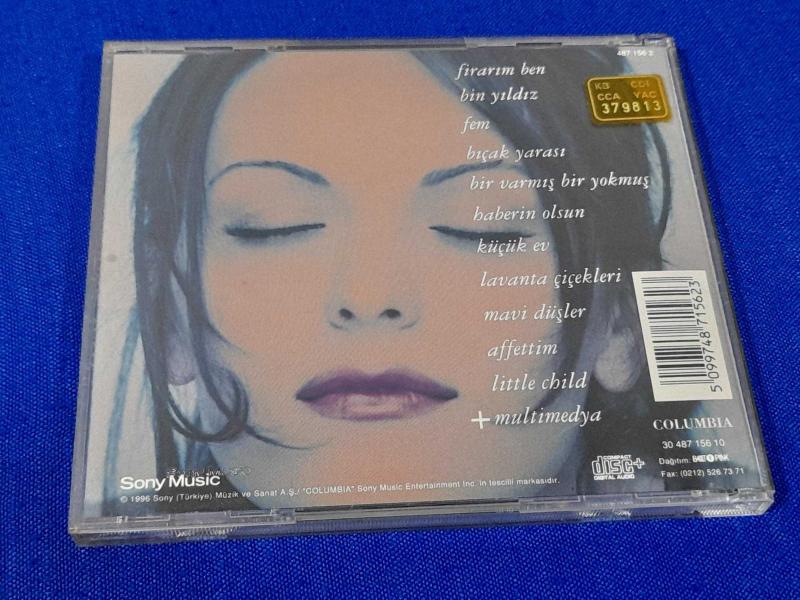 487 156 2
firarım ben
bin yıldız
fem
bıçak yarası
bir varmış bir yokmuş
haberin olsun
küçük ev
lavanta çiçekleri
mavi düşler
affettim
little child
+ multimedya
KB CDI
CCA YAC
379813
5 099748 715623
COLUMBIA
30 487 156 10
Dağıtım:
Fax: (0212) 526 73 71
COMPACT
disc+
DIGITAL AUDIO
Sony Music
© 1996 Sony (Türkiye) Müzik ve Sanat A.Ş./ "COLUMBIA" Sony Music Entertainment Inc. in tescilli markasıdır.